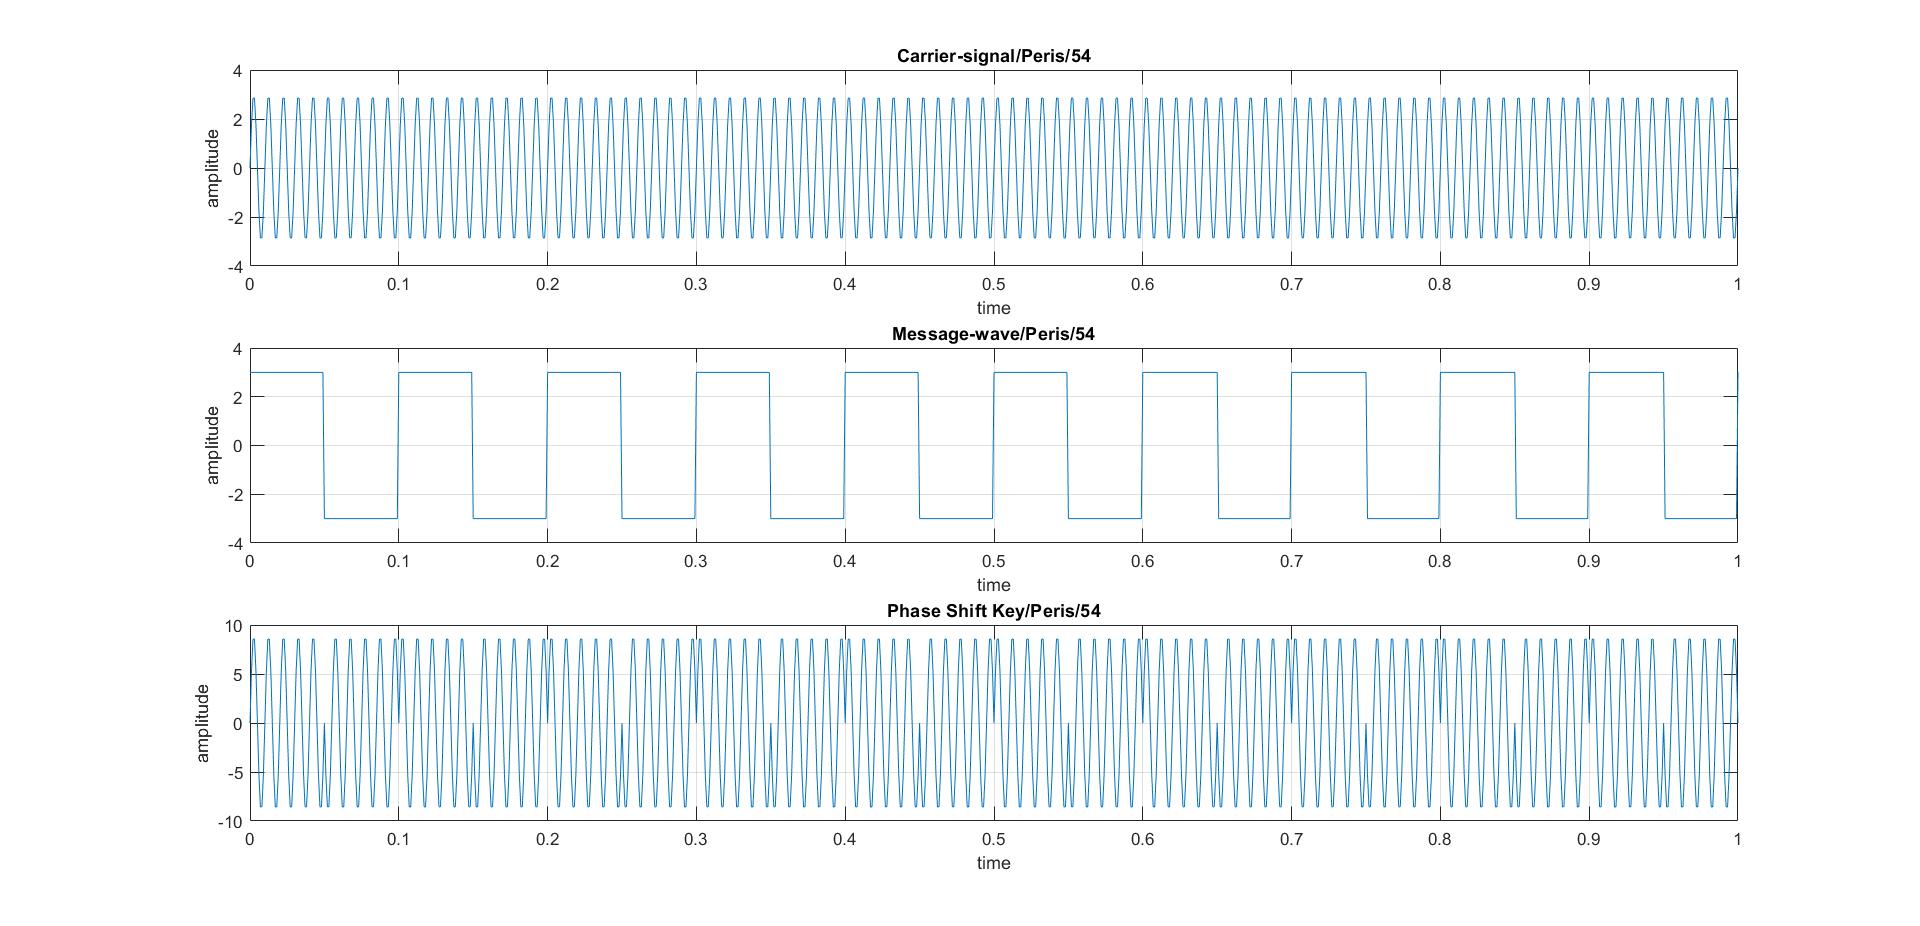 Carrier-signal/Peris/54
4
2
0
-2
-4
amplitude
0 0.1 0.2 0.3 0.4 0.5 0.6 0.7 0.8 0.9 1
time
Message-wave/Peris/54
4
2
0
-2
-4
amplitude
0 0.1 0.2 0.3 0.4 0.5 0.6 0.7 0.8 0.9 1
time
Phase Shift Key/Peris/54
10
5
0
-5
-10
amplitude
0 0.1 0.2 0.3 0.4 0.5 0.6 0.7 0.8 0.9 1
time